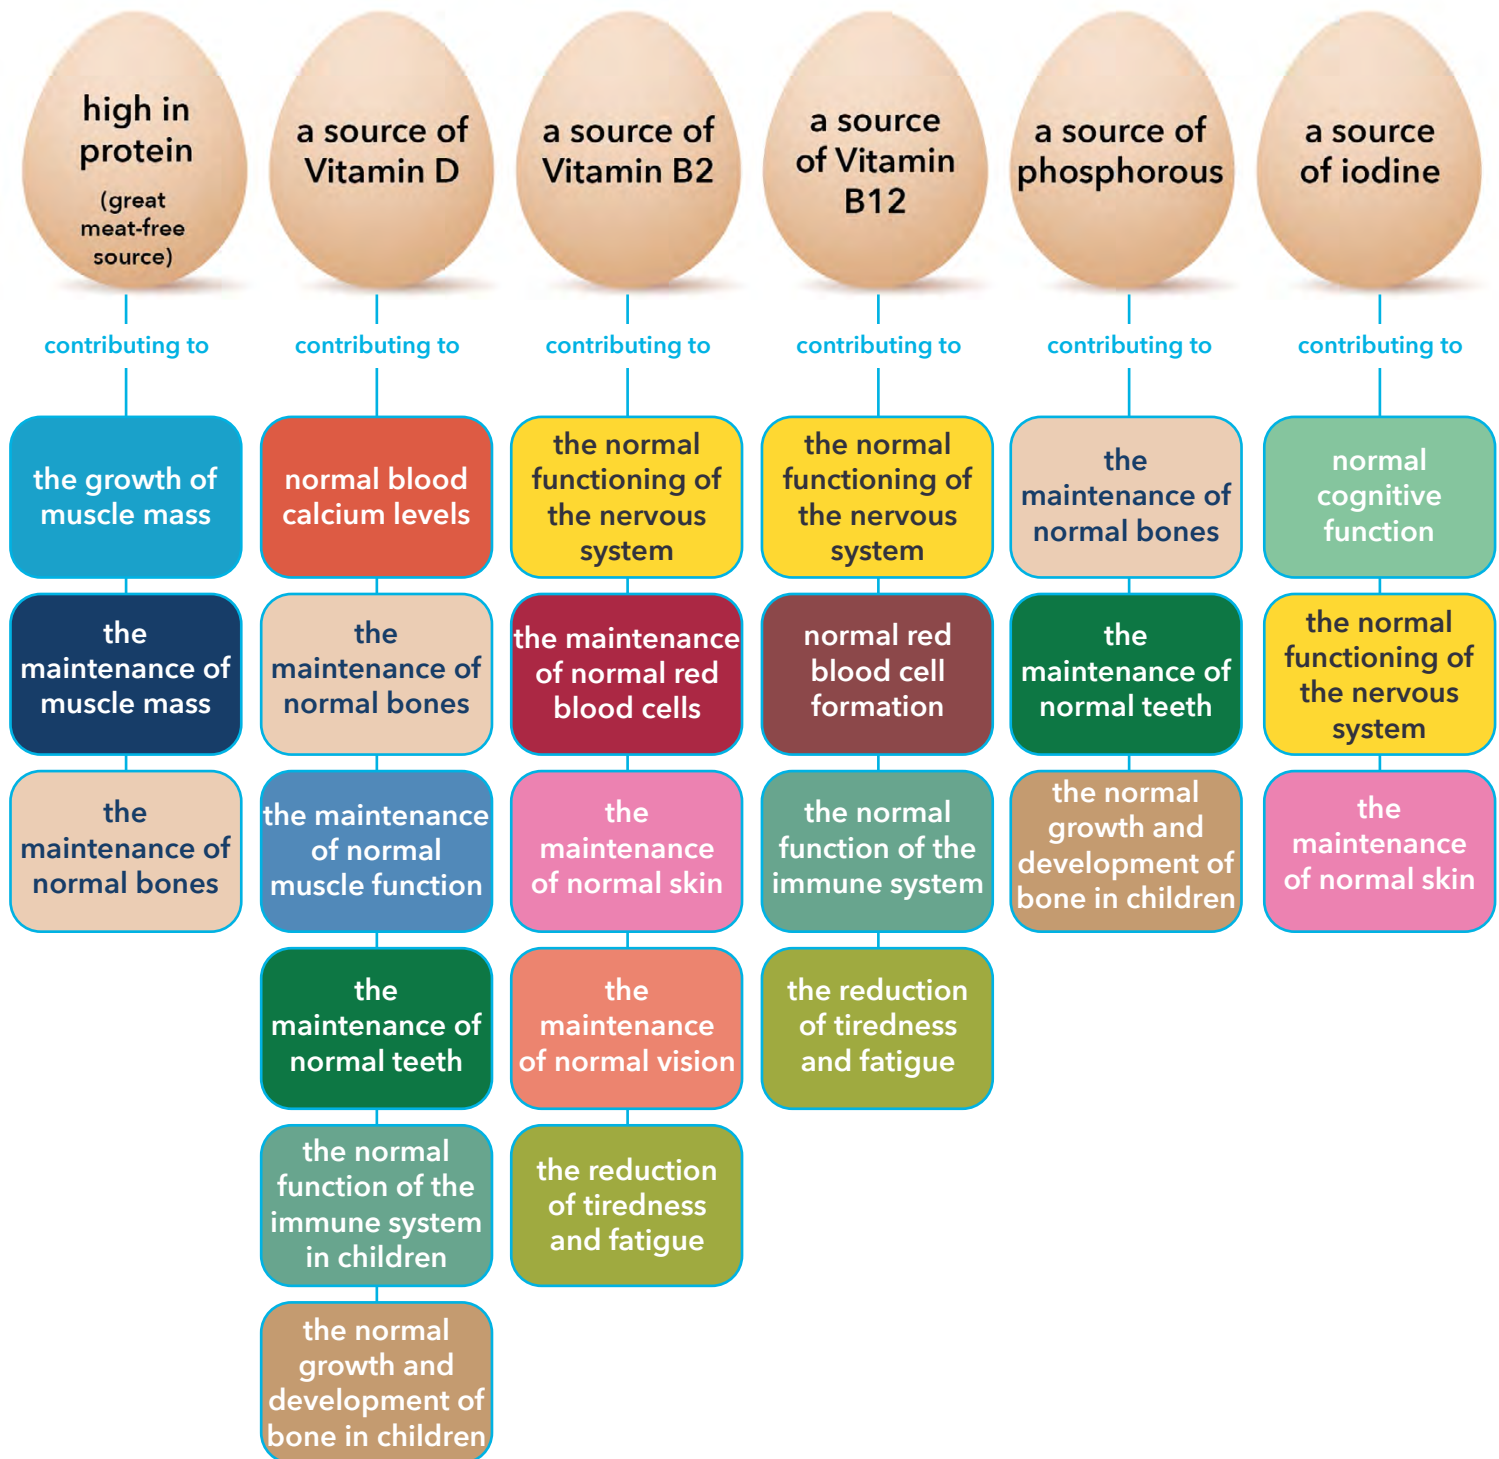 high in
protein
(great
meat-free
source)
contributing to
the growth of
muscle mass
the
maintenance of
muscle mass
the
maintenance of
normal bones
a source of
Vitamin D
contributing to
normal blood
calcium levels
the
maintenance of
normal bones
the maintenance
of normal
muscle function
the
maintenance of
normal teeth
the normal
function of the
immune system
in children
the normal
growth and
development of
bone in children
a source of
Vitamin B2
contributing to
the normal
functioning of
the nervous
system
the maintenance
of normal red
blood cells
the
maintenance
of normal skin
the
maintenance
of normal vision
the reduction
of tiredness
and fatigue
a source
of Vitamin
B12
contributing to
the normal
functioning of
the nervous
system
normal red
blood cell
formation
the normal
function of the
immune system
the reduction
of tiredness
and fatigue
a source of
phosphorous
contributing to
the
maintenance of
normal bones
the
maintenance of
normal teeth
the normal
growth and
development of
bone in children
a source
of iodine
contributing to
normal
cognitive
function
the normal
functioning of
the nervous
system
the
maintenance
of normal skin